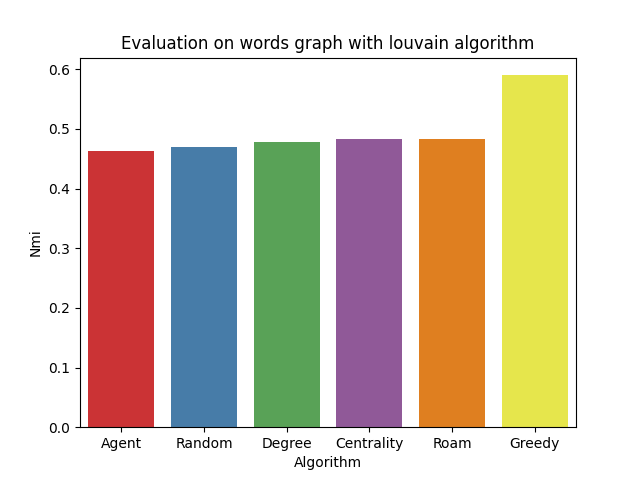 Evaluation on words graph with louvain algorithm
0.6
0.5
0.4
0.3
0.2
0.1
0.0
Nmi
Agent Random Degree Centrality Roam Greedy
Algorithm